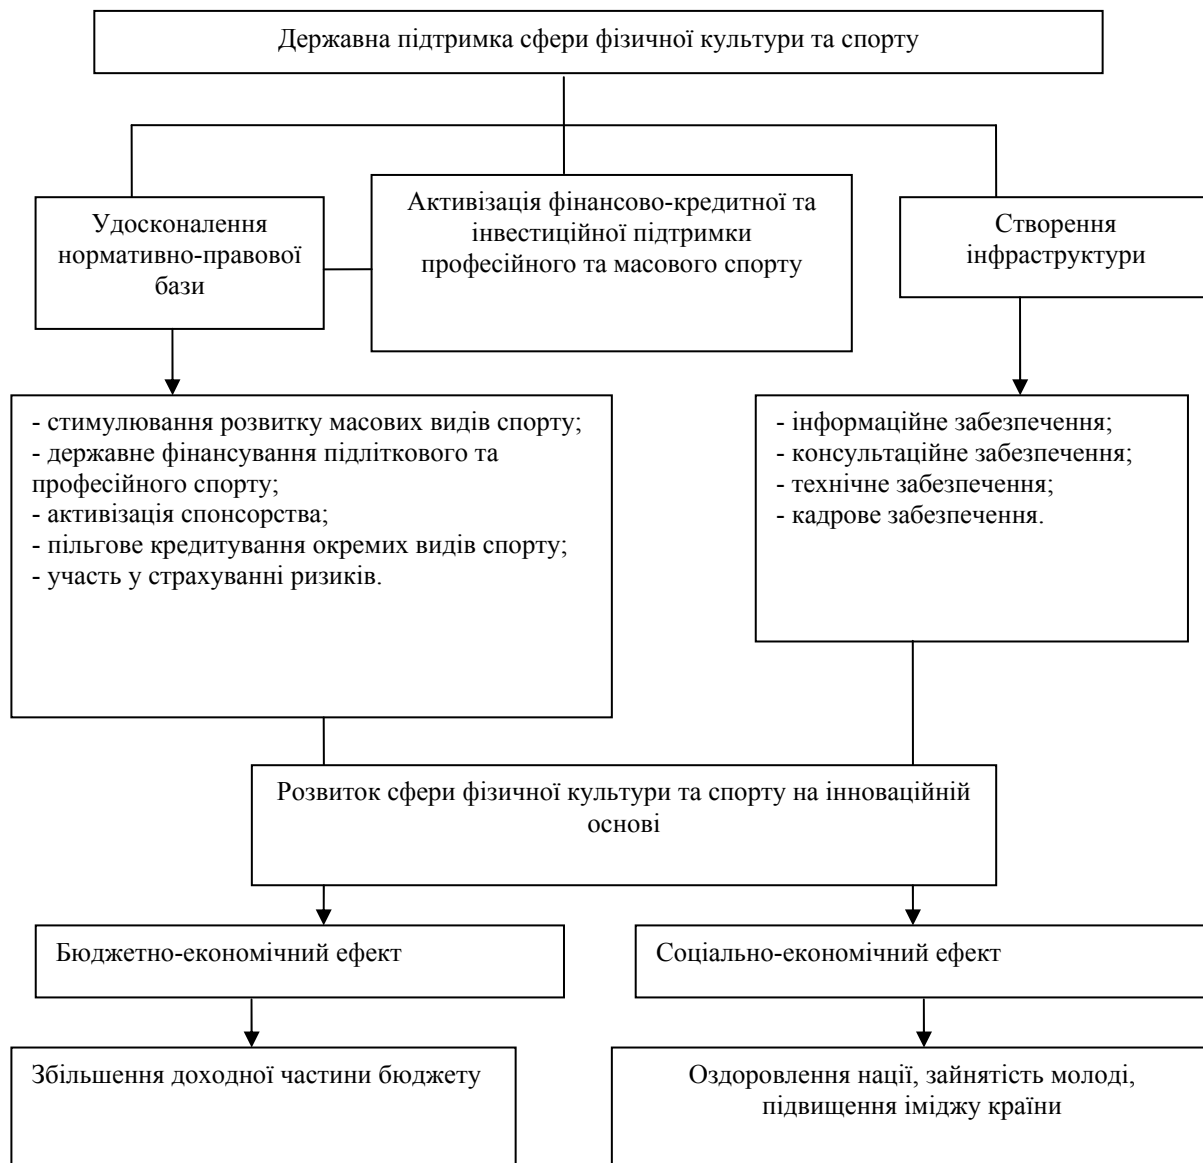 Державна підтримка сфери фізичної культури та спорту
Удосконалення
нормативно-правової
бази
Активізація фінансово-кредитної та
інвестиційної підтримки
професійного та масового спорту
Створення
інфраструктури
- стимулювання розвитку масових видів спорту;
- державне фінансування підліткового та
професійного спорту;
- активізація спонсорства;
- пільгове кредитування окремих видів спорту;
- участь у страхуванні ризиків.
- інформаційне забезпечення;
- консультаційне забезпечення;
- технічне забезпечення;
- кадрове забезпечення.
Розвиток сфери фізичної культури та спорту на інноваційній
основі
Бюджетно-економічний ефект
Соціально-економічний ефект
Збільшення доходної частини бюджету
Оздоровлення нації, зайнятість молоді,
підвищення іміджу країни